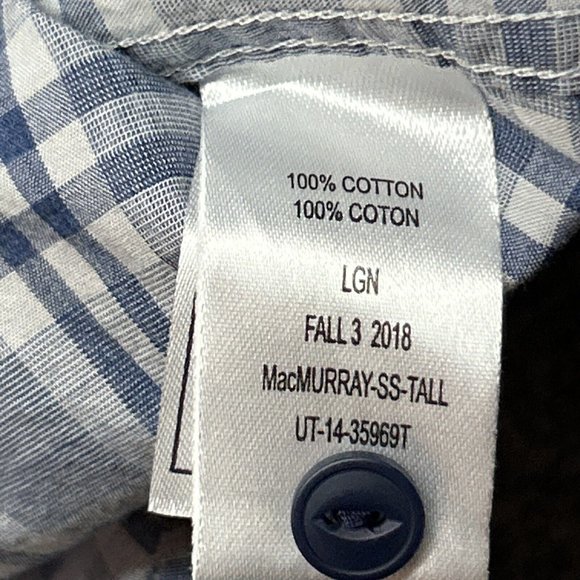 100% COTTON
100% COTON
LGN
FALL 3 2018
MacMURRAY-SS-TALL
UT-14-35969T